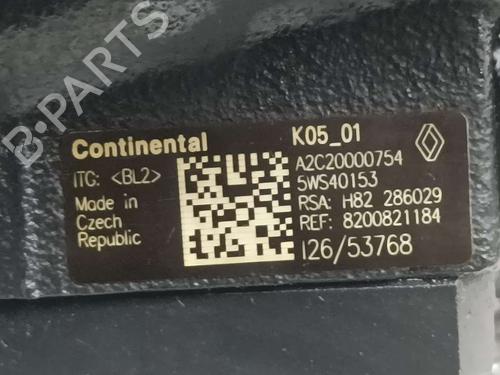 B-PARTS
Continental
K05_01
ITC: <BL2>
A2C20000754
5WS40153
Made in
Czech
Republic
RSA: H82 286029
REF: 8200821184
I26/53768